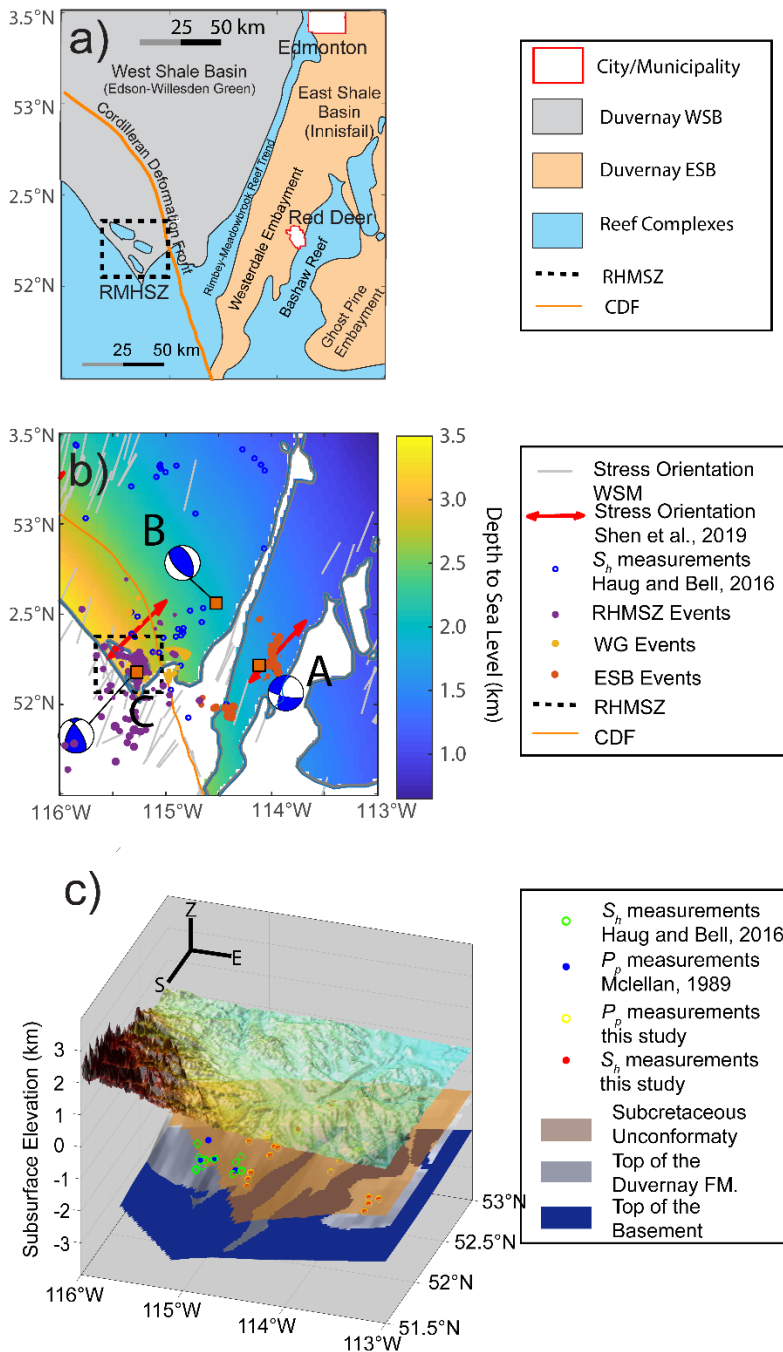 a)
25 50 km
3.5°N
53°N
2.5°N
52°N
Edmonton
West Shale Basin
(Edson-Willesden Green)
East Shale
Basin
(Innisfail)
Cordilleran Deformation Front
Rimbey-Meadowbrook Reef Trend
Westerdale Embayment
Red Deer
Bashaw Reef
Ghost Pine
Embayment
RMHSZ
25 50 km
City/Municipality
Duvernay WSB
Duvernay ESB
Reef Complexes
RHMSZ
CDF
b)
3.5°N
53°N
2.5°N
52°N
116°W 115°W 114°W 113°W
B
A
C
3.5
3.0
2.5
2.0
1.5
1.0
Depth to Sea Level (km)
Stress Orientation
WSM
Stress Orientation
Shen et al., 2019
Sh measurements
Haug and Bell, 2016
RHMSZ Events
WG Events
ESB Events
RHMSZ
CDF
c)
Z
E
S
Subsurface Elevation (km)
3
2
1
0
-1
-2
-3
116°W
115°W
114°W
113°W
53°N
52.5°N
52°N
51.5°N
Sh measurements
Haug and Bell, 2016
Pp measurements
Mclellan, 1989
Pp measurements
this study
Sh measurements
this study
Subcretaceous
Unconformaty
Top of the
Duvernay FM.
Top of the
Basement